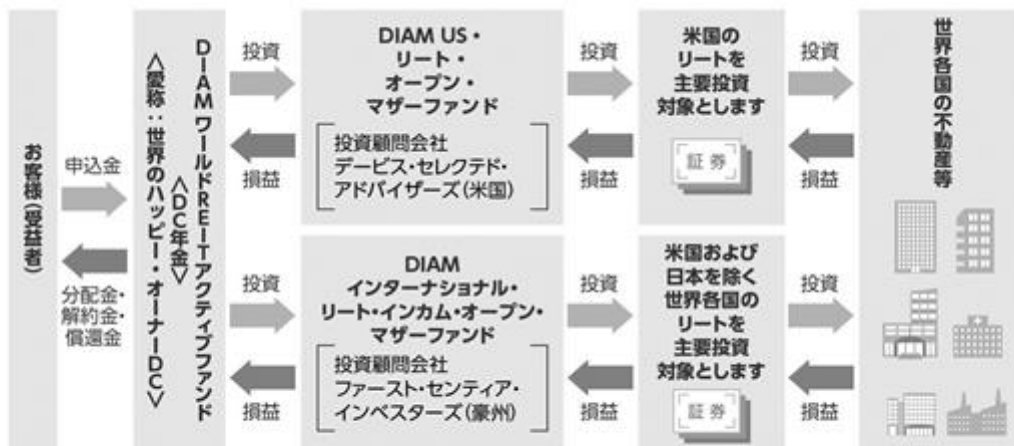 お客様(受益者)
申込金
分配金・
解約金・
償還金
DIAM ワールドREITアクティブファンド
<DC年金>
<愛称:世界のハッピー・オーナーDC>
投資
損益
DIAM US・
リート・
オープン・
マザーファンド
投資顧問会社
デービス・セレクテド・
アドバイザーズ(米国)
投資
損益
米国の
リートを
主要投資
対象とします
証券
投資
損益
投資
損益
DIAM
インターナショナル・
リート・インカム・オープン・
マザーファンド
投資顧問会社
ファースト・センティア・
インベスターズ(豪州)
投資
損益
米国および
日本を除く
世界各国の
リートを
主要投資
対象とします
証券
投資
損益
世界各国の不動産等